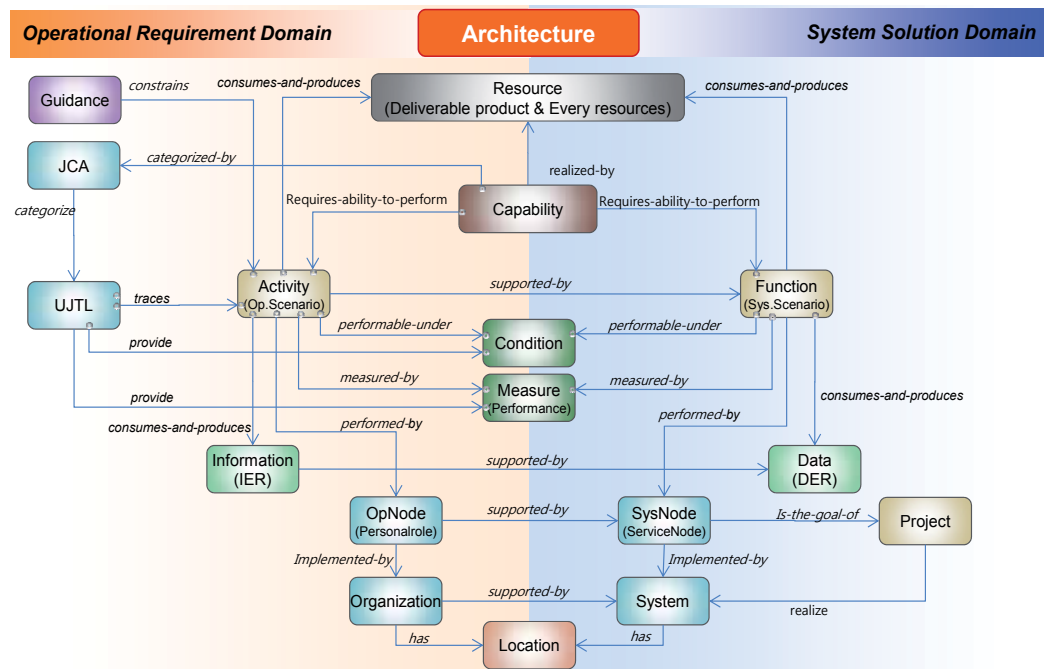 Operational Requirement Domain
Architecture
System Solution Domain
constrains
consumes-and-produces
consumes-and-produces
Guidance
Resource
(Deliverable product & Every resources)
JCA
categorized-by
realized-by
categorize
Requires-ability-to-perform
Capability
Requires-ability-to-perform
UJTL
traces
Activity
(Op.Scenario)
supported-by
Function
(Sys.Scenario)
performable-under
performable-under
provide
Condition
measured-by
measured-by
provide
Measure
(Performance)
consumes-and-produces
consumes-and-produces
performed-by
performed-by
Information
(IER)
supported-by
Data
(DER)
OpNode
(Personalrole)
supported-by
SysNode
(ServiceNode)
Is-the-goal-of
Project
Implemented-by
Implemented-by
Organization
supported-by
System
realize
has
Location
has